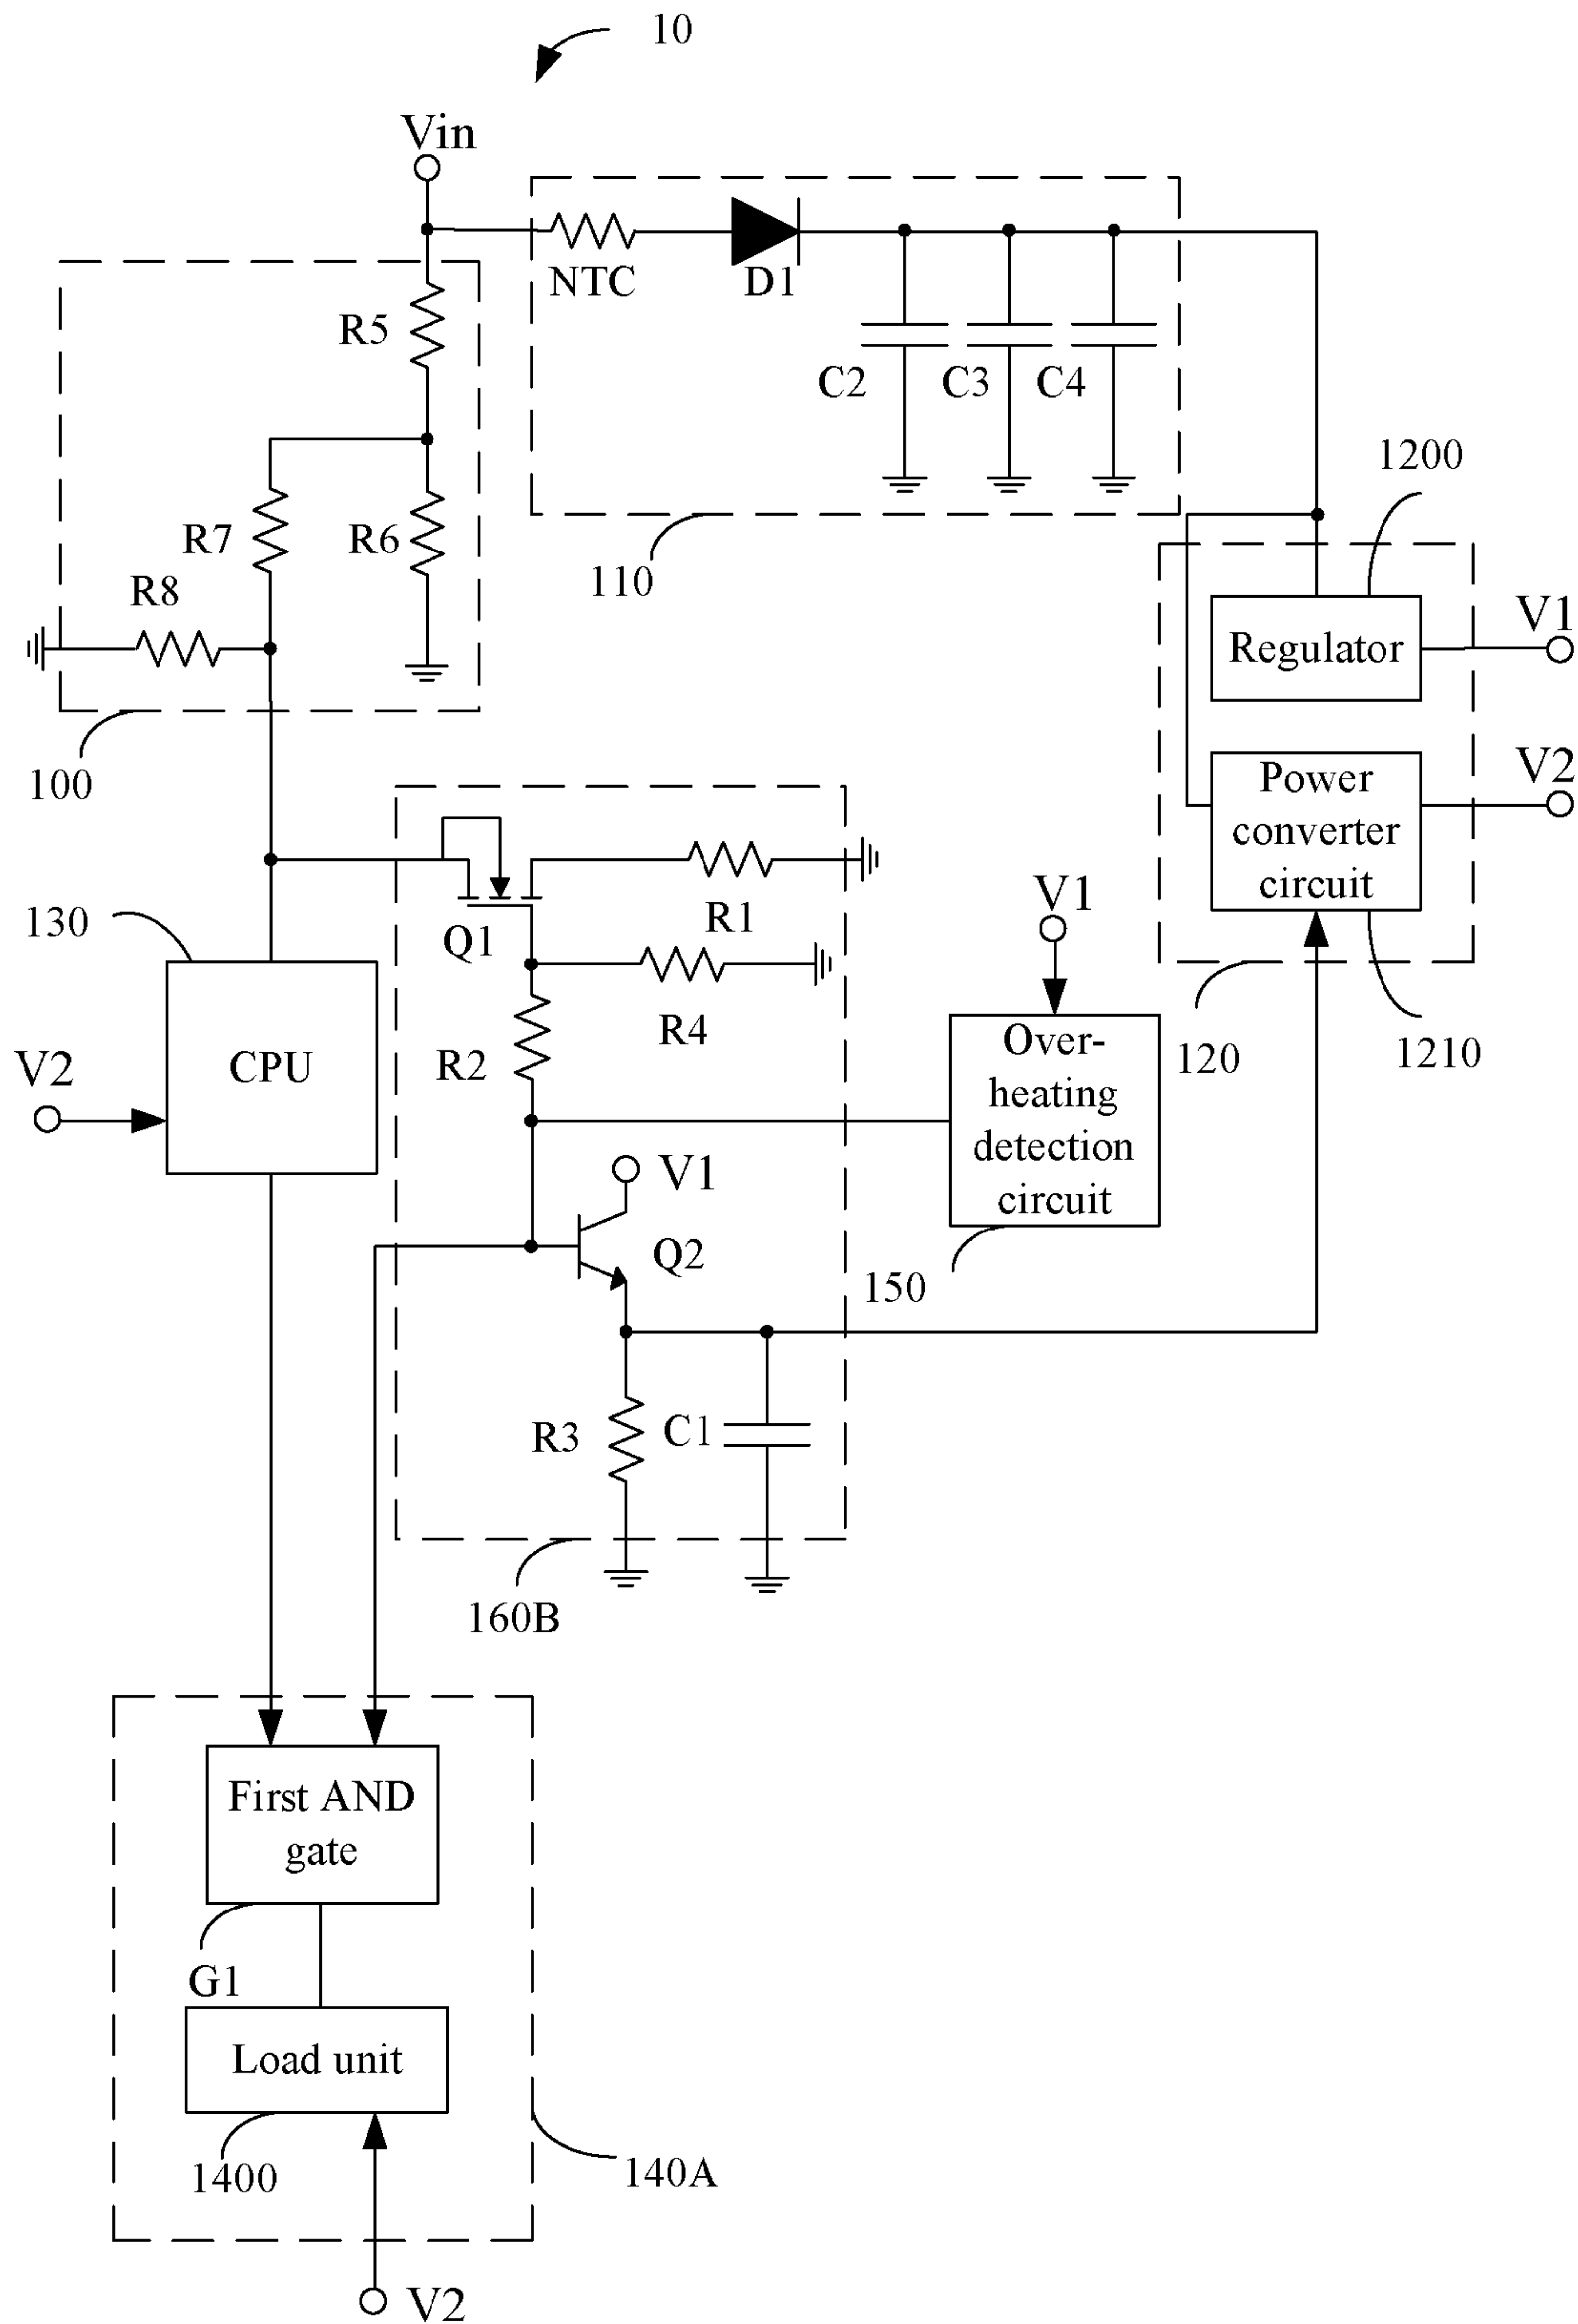 10
Vin
NTC
D1
R5
C2
C3
C4
1200
R7
R6
110
R8
V1
Regulator
100
V2
Power
converter
circuit
130
V1
R1
Q1
R4
Over-
heating
detection
circuit
120
1210
R2
CPU
V2
V1
Q2
150
R3
C1
160B
First AND
gate
G1
Load unit
1400
140A
V2